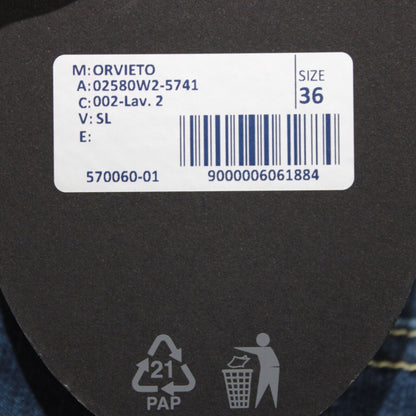 M: ORVIETO
A: 02580W2-5741
C: 002-Lav. 2
V: SL
E:
SIZE
36
570060-01 9000006061884
21
PAP